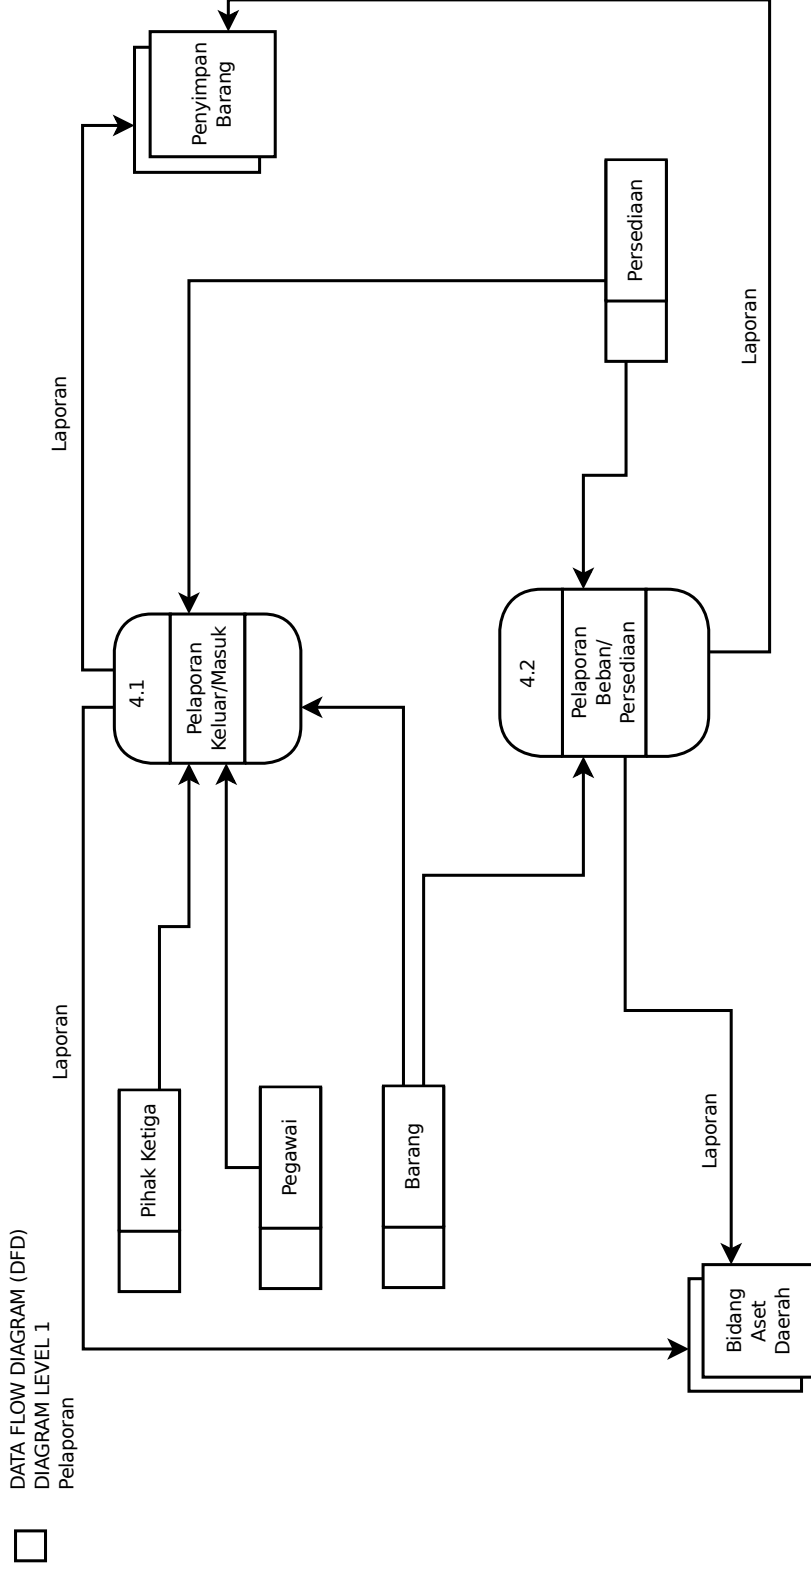 DATA FLOW DIAGRAM (DFD)
DIAGRAM LEVEL 1
Pelaporan
Laporan
Laporan
Pihak Ketiga
4.1
Pelaporan
Keluar/Masuk
Penyimpan
Barang
Pegawai
Barang
4.2
Pelaporan
Beban/
Persediaan
Persediaan
Laporan
Laporan
Bidang
Aset
Daerah